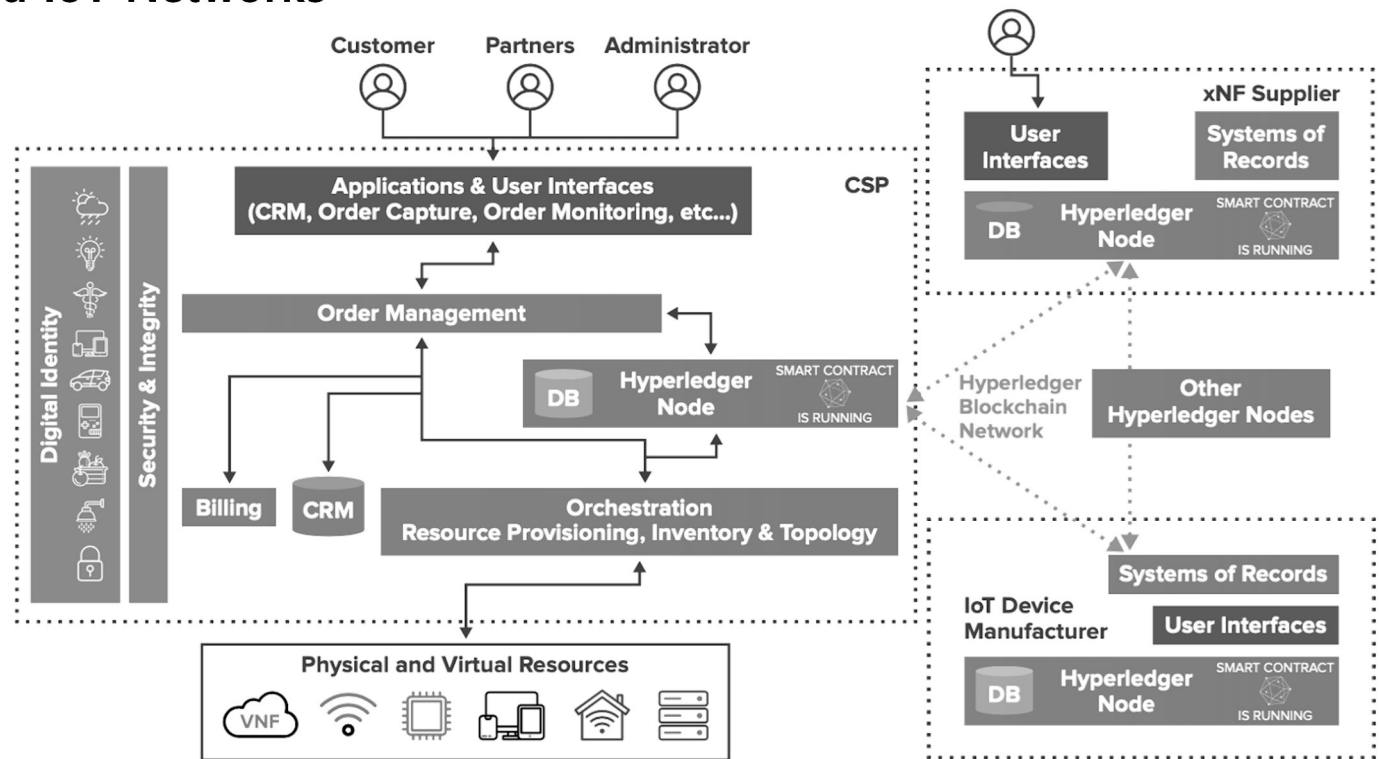 Customer
Partners
Administrator
CSP
Applications & User Interfaces
(CRM, Order Capture, Order Monitoring, etc...)
Digital Identity
Security & Integrity
Order Management
DB
Hyperledger
Node
SMART CONTRACT
IS RUNNING
Billing
CRM
Orchestration
Resource Provisioning, Inventory & Topology
Physical and Virtual Resources
VNF
xNF Supplier
User
Interfaces
Systems of
Records
DB
Hyperledger
Node
SMART CONTRACT
IS RUNNING
Hyperledger
Blockchain
Network
Other
Hyperledger Nodes
Systems of Records
IoT Device
Manufacturer
User Interfaces
DB
Hyperledger
Node
SMART CONTRACT
IS RUNNING